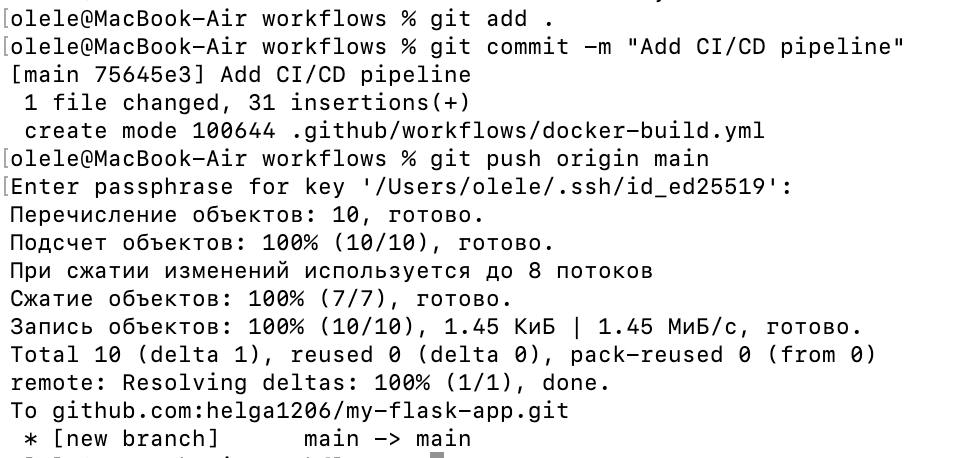 [olele@MacBook-Air workflows % git add .
[olele@MacBook-Air workflows % git commit -m "Add CI/CD pipeline"
[main 75645e3] Add CI/CD pipeline
1 file changed, 31 insertions(+)
create mode 100644 .github/workflows/docker-build.yml
[olele@MacBook-Air workflows % git push origin main
[Enter passphrase for key '/Users/olele/.ssh/id_ed25519':
Перечисление объектов: 10, готово.
Подсчет объектов: 100% (10/10), готово.
При сжатии изменений используется до 8 потоков
Сжатие объектов: 100% (7/7), готово.
Запись объектов: 100% (10/10), 1.45 КиБ | 1.45 МиБ/с, готово.
Total 10 (delta 1), reused 0 (delta 0), pack-reused 0 (from 0)
remote: Resolving deltas: 100% (1/1), done.
To github.com:helga1206/my-flask-app.git
* [new branch]      main -> main